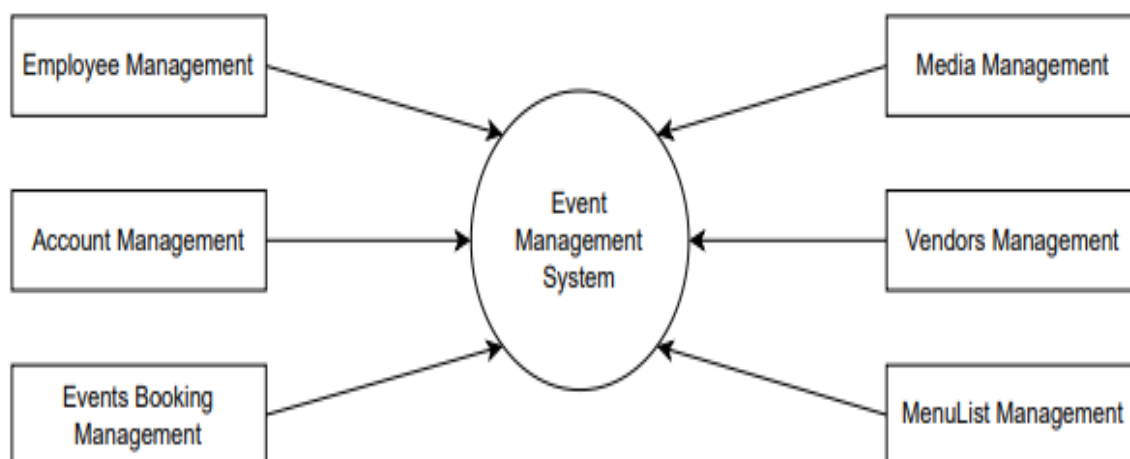 Employee Management
Account Management
Events Booking
Management
Event
Management
System
Media Management
Vendors Management
MenuList Management